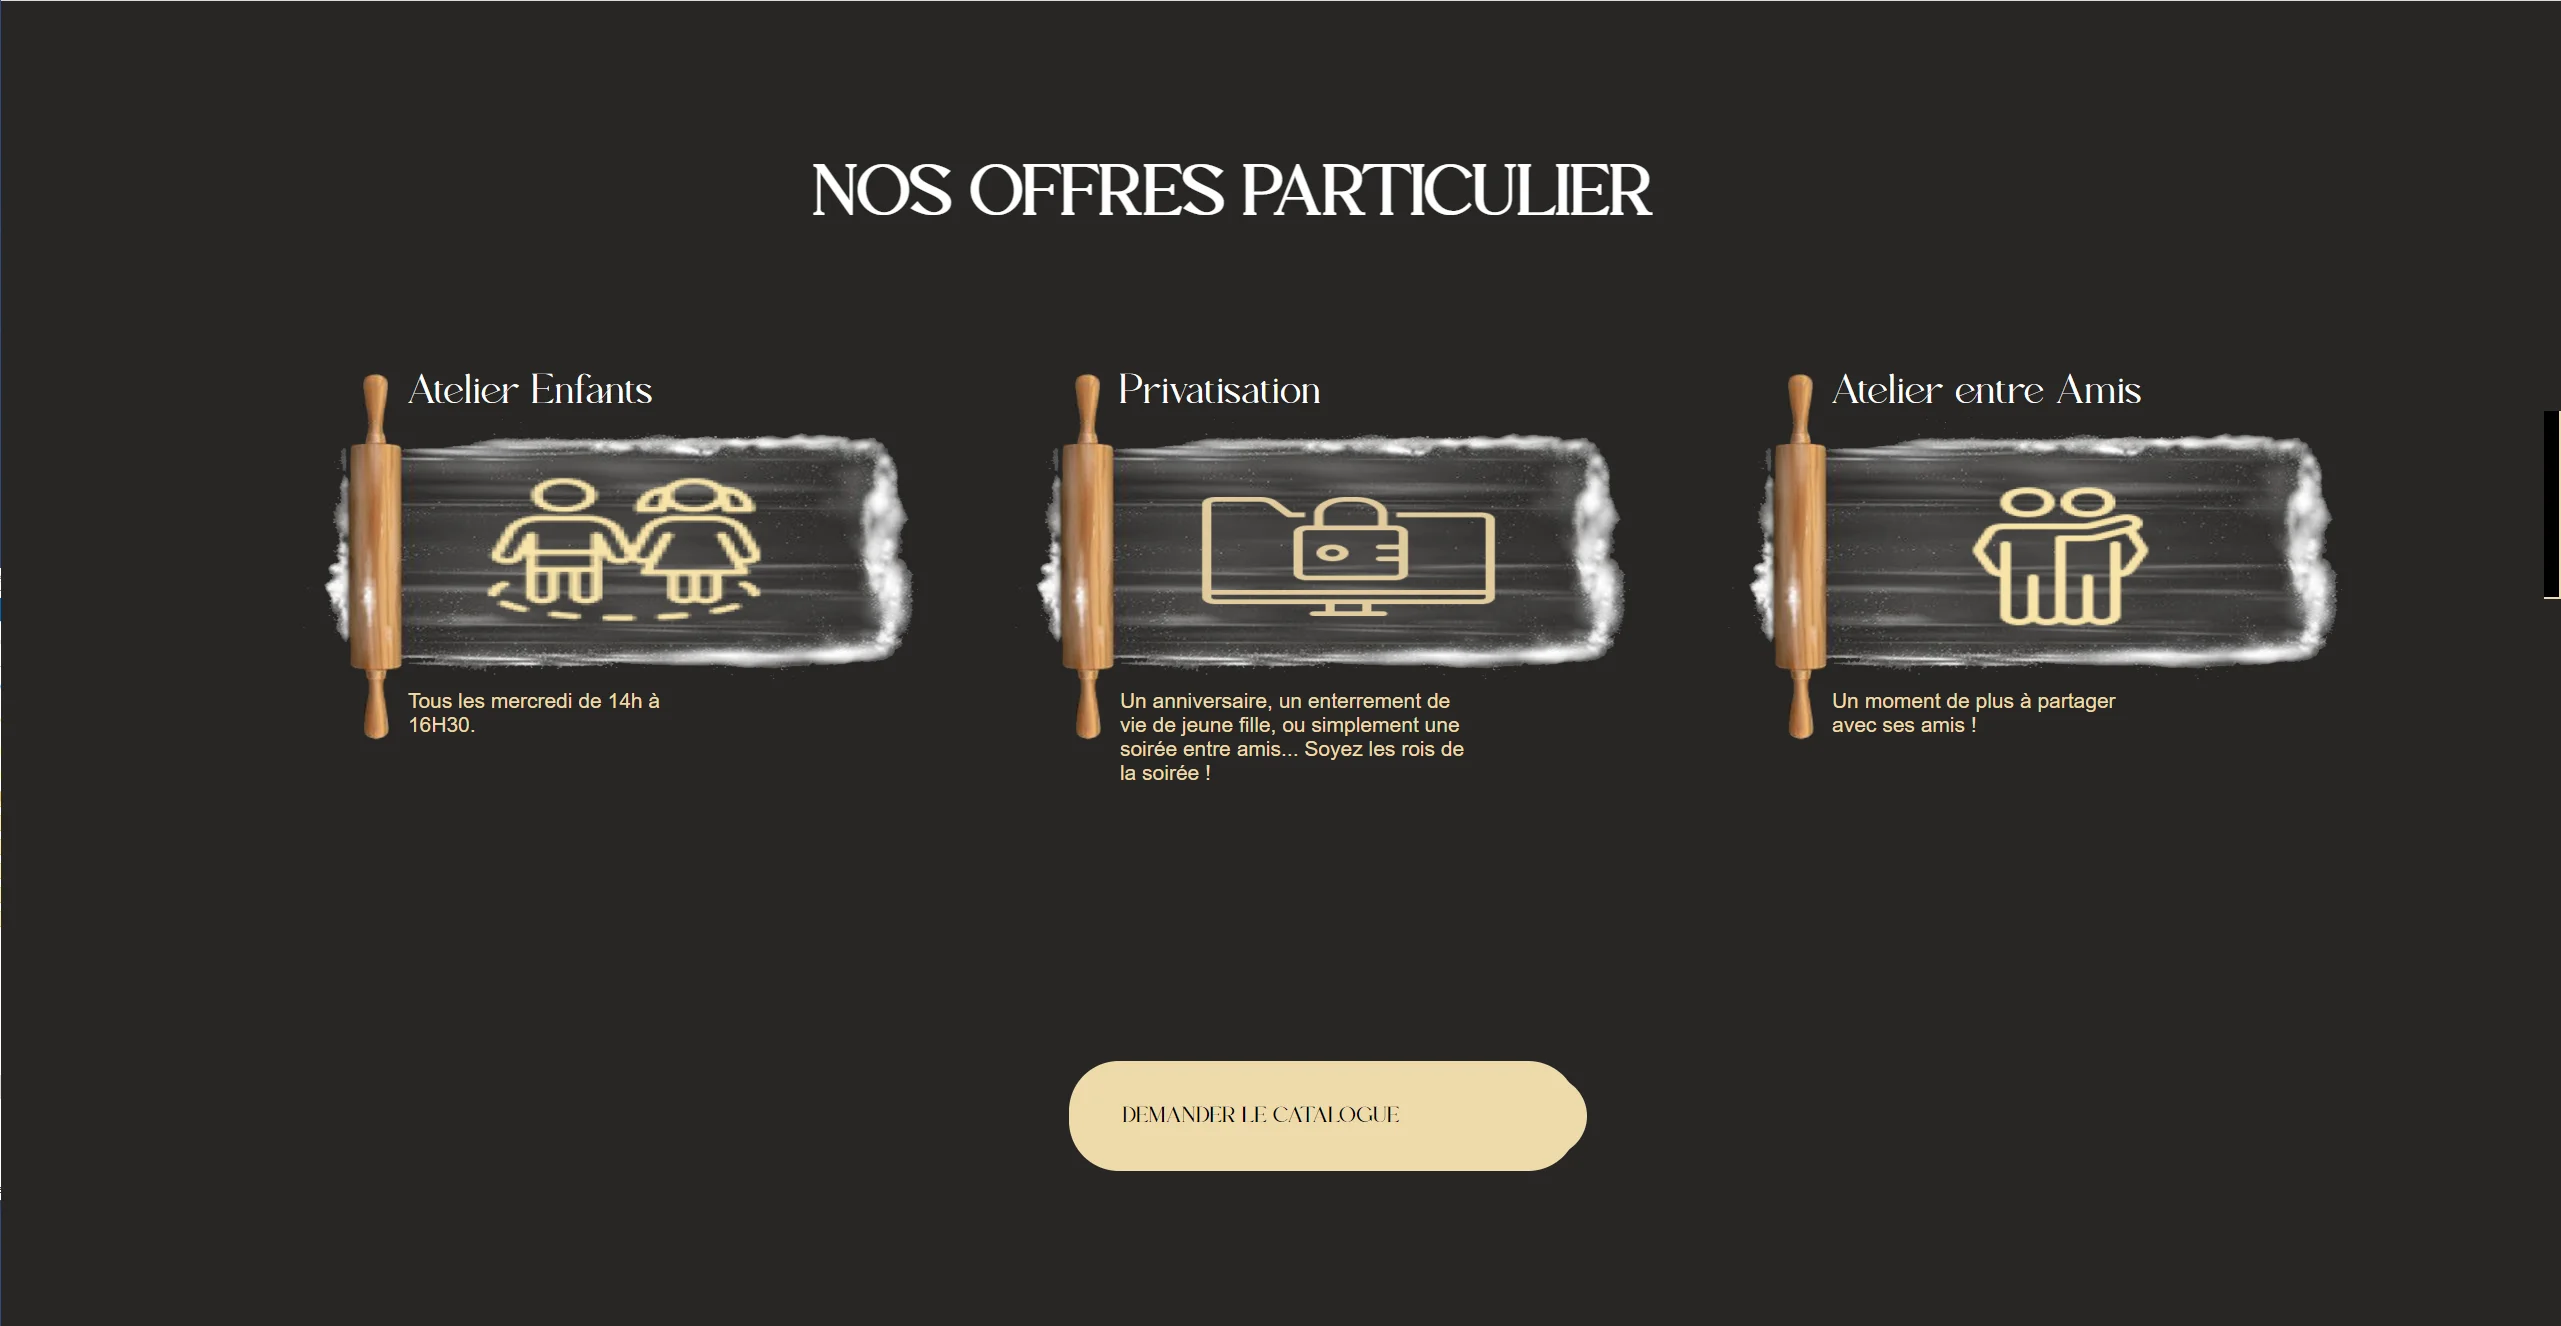 NOS OFFRES PARTICULIER
Atelier Enfants
Tous les mercredi de 14h à
16H30.
Privatisation
Un anniversaire, un enterrement de
vie de jeune fille, ou simplement une
soirée entre amis... Soyez les rois de
la soirée !
Atelier entre Amis
Un moment de plus à partager
avec ses amis !
DEMANDER LE CATALOGUE